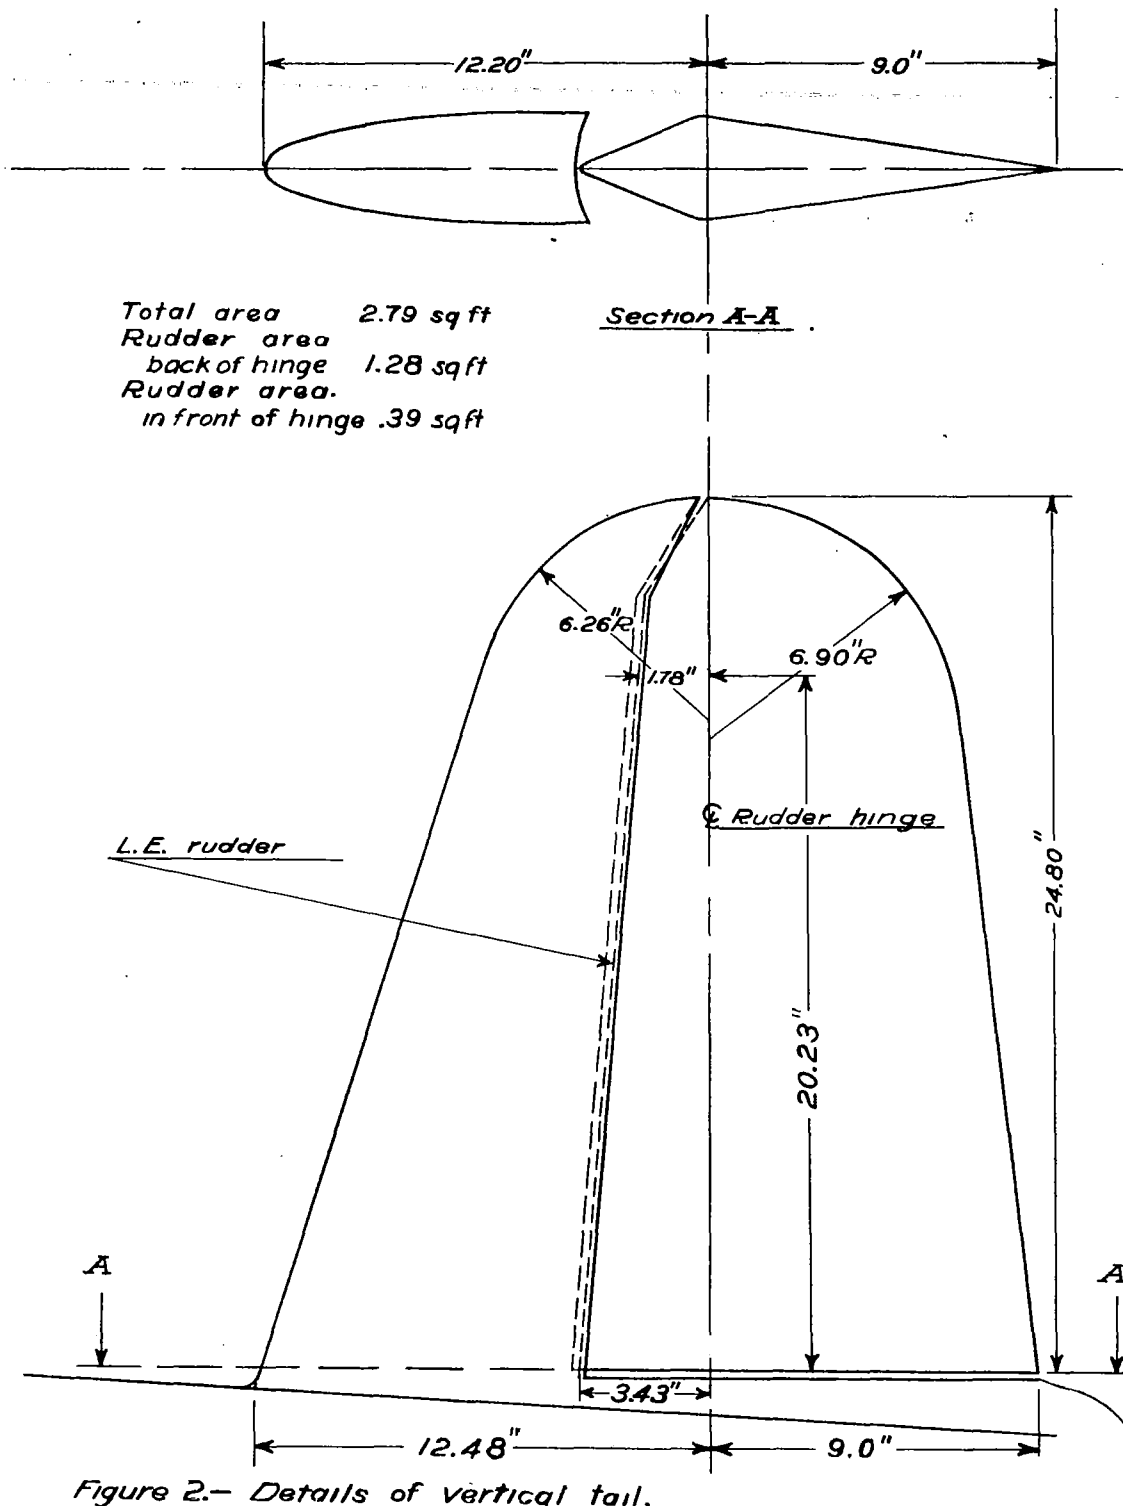 12.20"
9.0"
Total area 2.79 sq ft
Rudder area
back of hinge 1.28 sq ft
Rudder area.
in front of hinge .39 sq ft
Section A-A
6.26"R
6.90"R
1.78"
℄ Rudder hinge
L.E. rudder
24.80"
20.23"
A
A
3.43"
12.48"
9.0"
Figure 2.- Details of vertical tail.